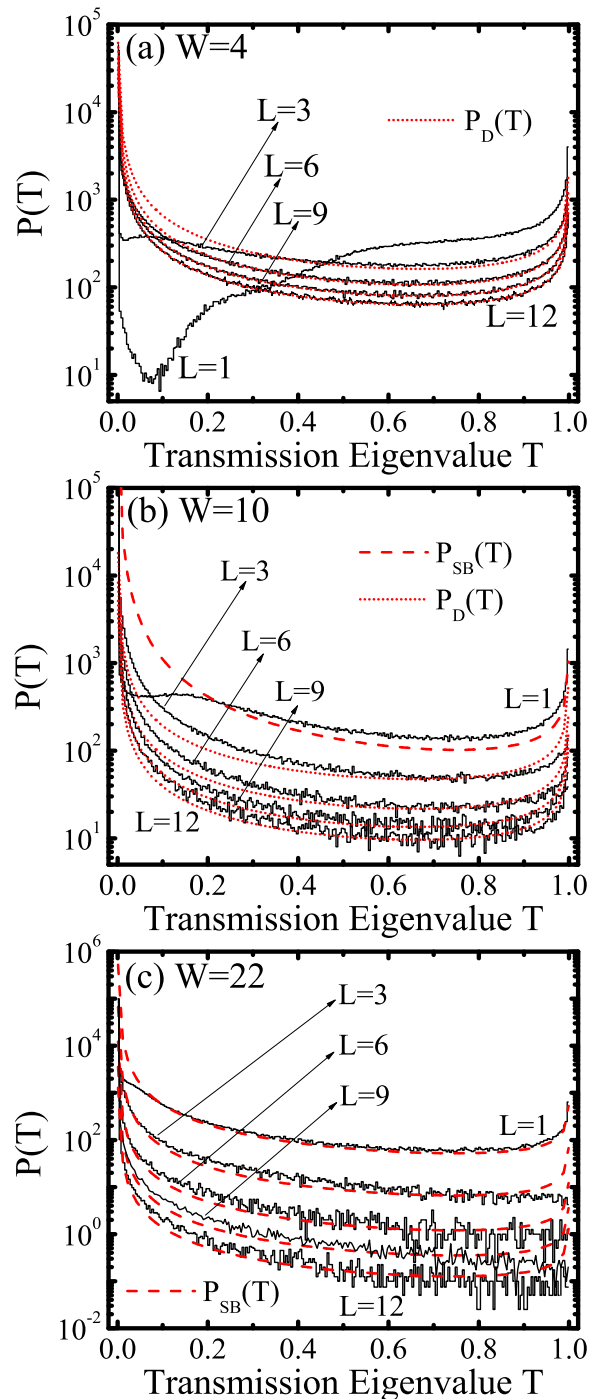 (a) W=4
10^5
10^4
10^3
10^2
10^1
P(T)
L=3
L=6
L=9
P_D(T)
L=12
L=1
0.0 0.2 0.4 0.6 0.8 1.0
Transmission Eigenvalue T
(b) W=10
10^5
10^4
10^3
10^2
10^1
P(T)
P_SB(T)
P_D(T)
L=3
L=6
L=9
L=1
L=12
0.0 0.2 0.4 0.6 0.8 1.0
Transmission Eigenvalue T
(c) W=22
10^6
10^4
10^2
10^0
10^-2
P(T)
L=3
L=6
L=9
L=1
P_SB(T)
L=12
0.0 0.2 0.4 0.6 0.8 1.0
Transmission Eigenvalue T